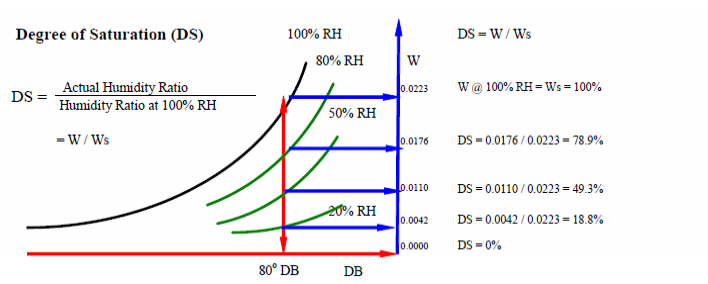 Degree of Saturation (DS)
100% RH
DS = W / Ws
80% RH
W
DS =
Actual Humidity Ratio
Humidity Ratio at 100% RH
0.0223
W @ 100% RH = Ws = 100%
50% RH
= W / Ws
0.0176
DS = 0.0176 / 0.0223 = 78.9%
0.0110
DS = 0.0110 / 0.0223 = 49.3%
20% RH
0.0042
DS = 0.0042 / 0.0223 = 18.8%
0.0000
DS = 0%
80° DB
DB